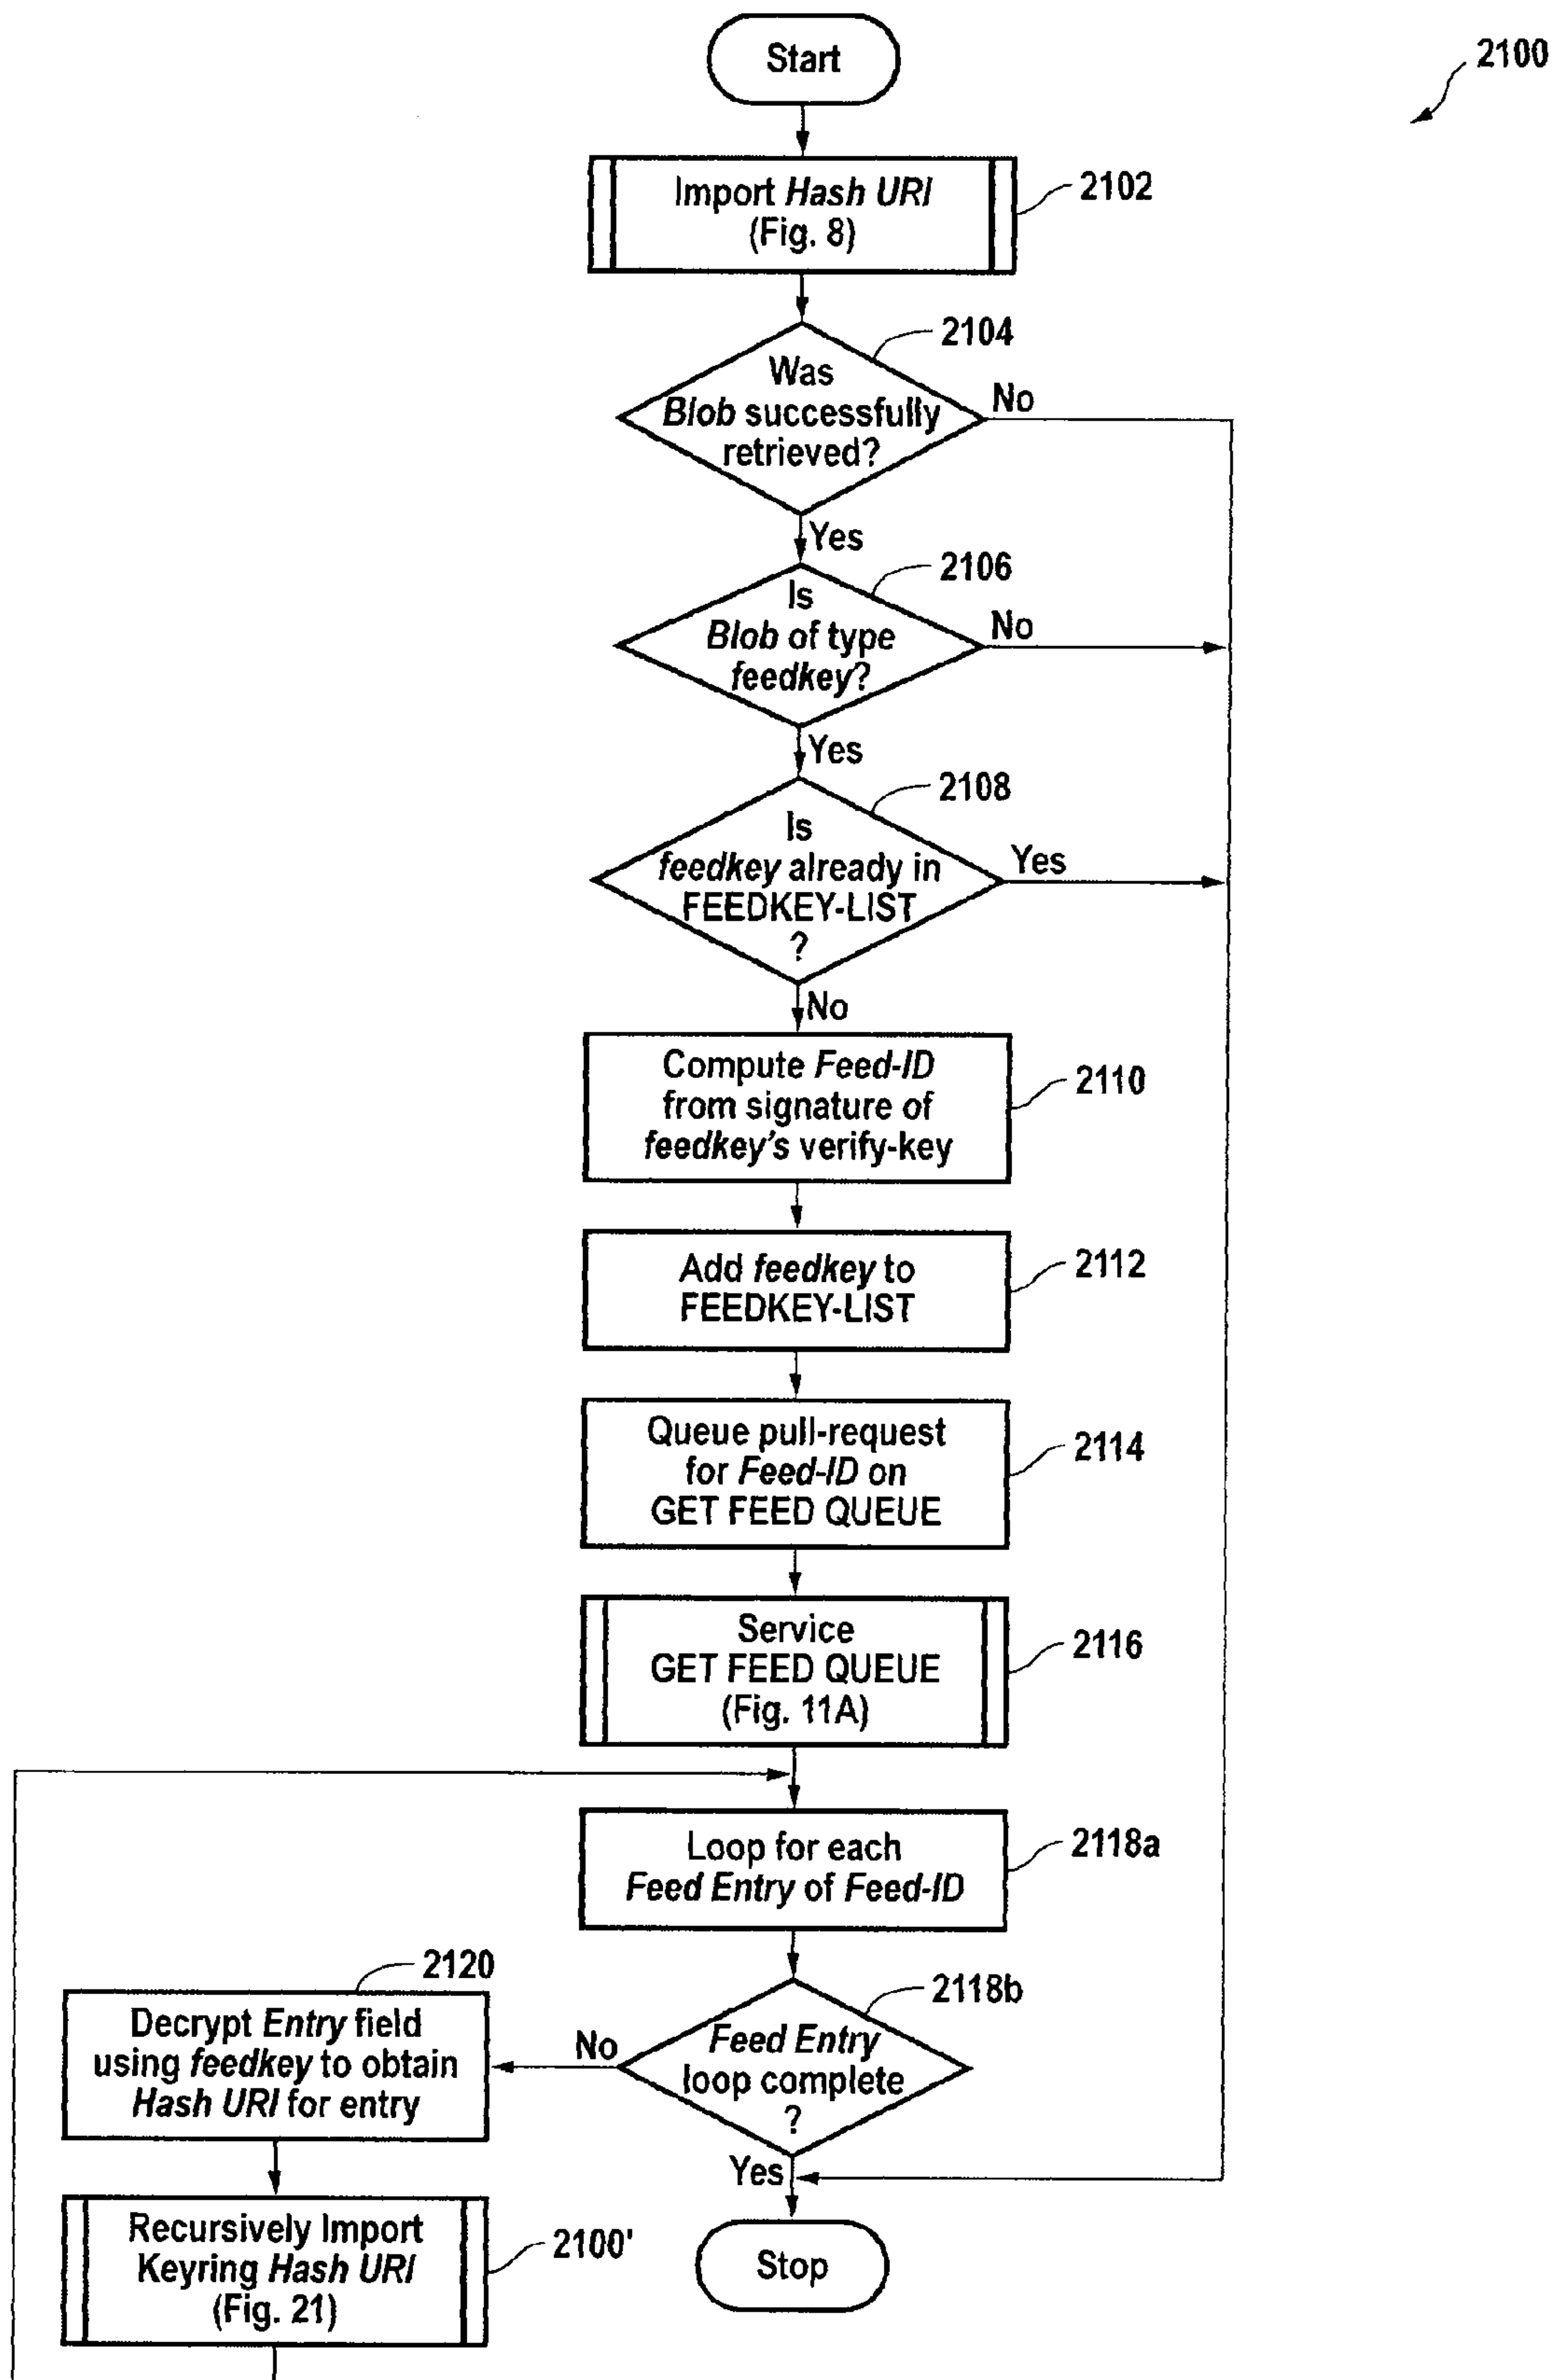 Start
2100
Import Hash URI
(Fig. 8)
2102
2104
Was
Blob successfully
retrieved?
No
Yes
2106
Is
Blob of type
feedkey?
No
Yes
2108
Is
feedkey already in
FEEDKEY-LIST
?
Yes
No
Compute Feed-ID
from signature of
feedkey's verify-key
2110
Add feedkey to
FEEDKEY-LIST
2112
Queue pull-request
for Feed-ID on
GET FEED QUEUE
2114
Service
GET FEED QUEUE
(Fig. 11A)
2116
Loop for each
Feed Entry of Feed-ID
2118a
2118b
Feed Entry
loop complete
?
No
Yes
2120
Decrypt Entry field
using feedkey to obtain
Hash URI for entry
Recursively Import
Keyring Hash URI
(Fig. 21)
2100'
Stop